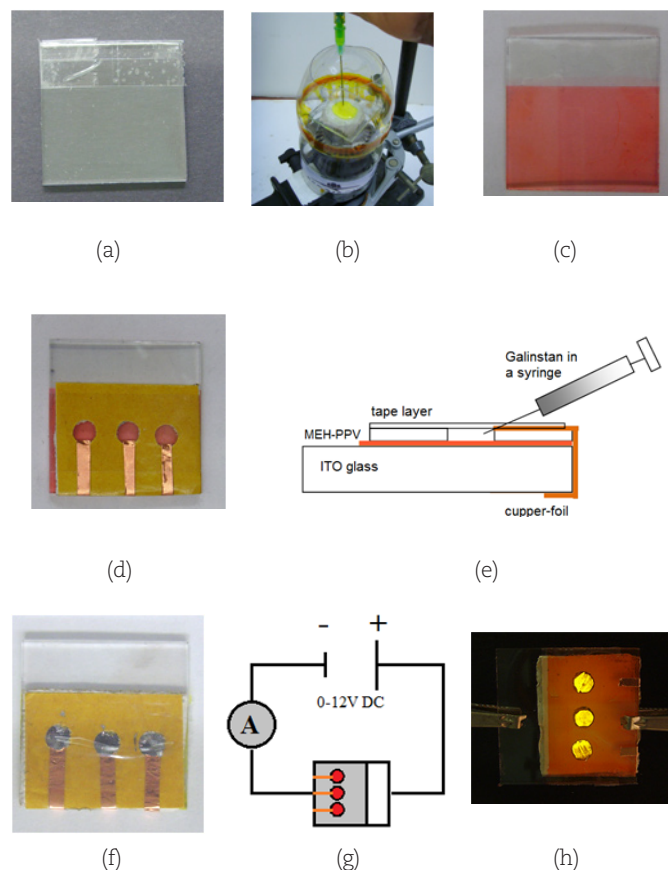 (a)
(b)
(c)
Galinstan in
a syringe
tape layer
MEH-PPV
ITO glass
cupper-foil
(d)
(e)
- +
0-12V DC
A
(f)
(g)
(h)